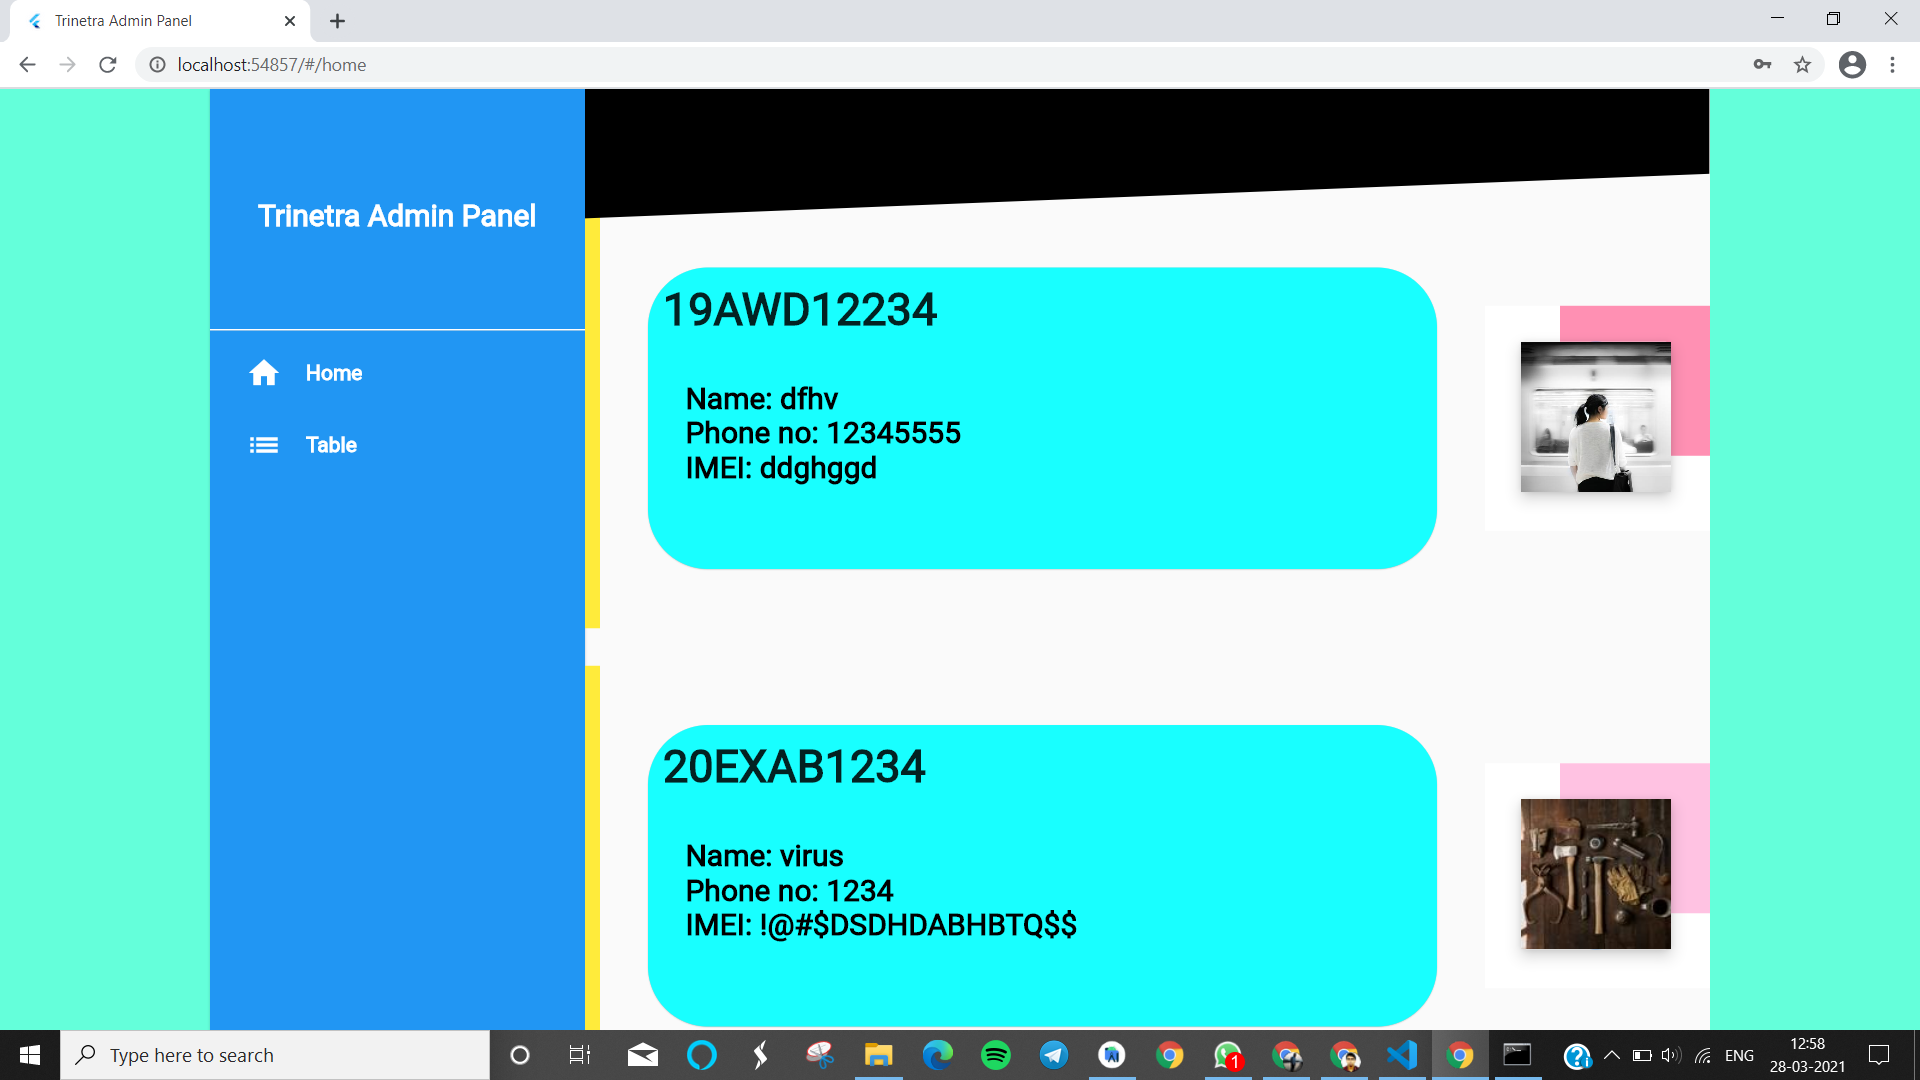 Trinetra Admin Panel
localhost:54857/#/home
Trinetra Admin Panel
Home
Table
19AWD12234
Name: dfhv
Phone no: 12345555
IMEI: ddghggd
20EXAB1234
Name: virus
Phone no: 1234
IMEI: !@#$DSDHDABHBTQ$$
Type here to search
1
ENG
12:58
28-03-2021